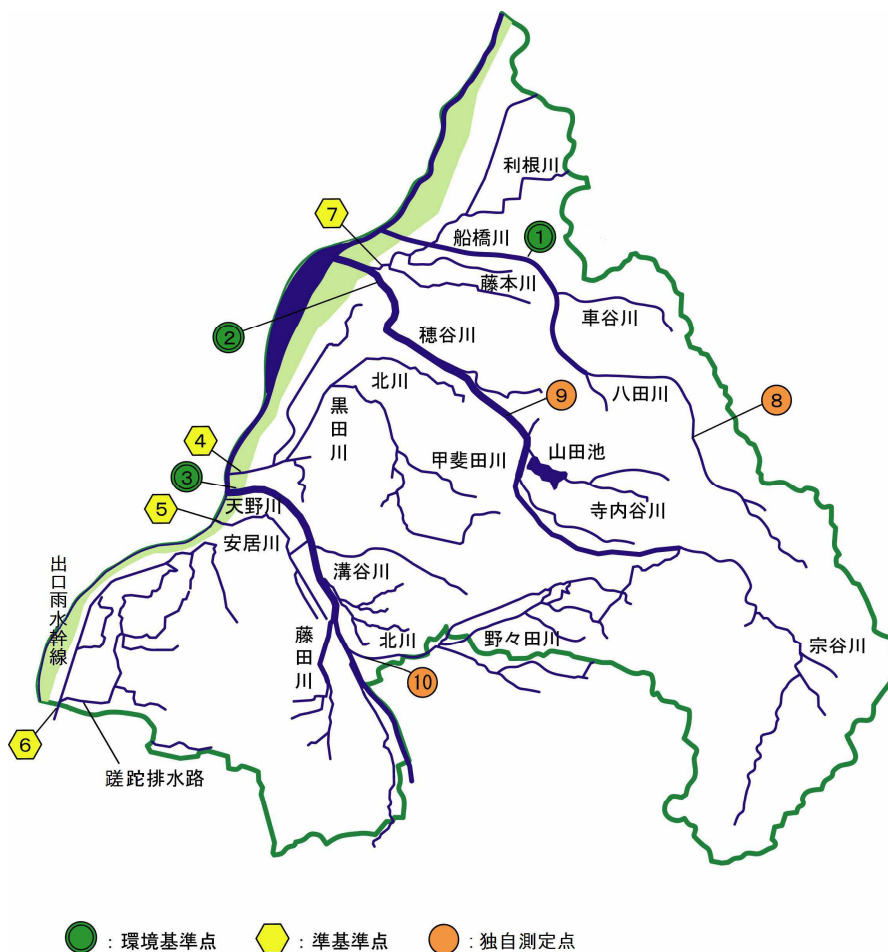 利根川
7
船橋川
1
藤本川
車谷川
2
穂谷川
北川
八田川
9
8
黒田川
4
甲斐田川
山田池
3
天野川
5
寺内谷川
安居川
出口雨水幹線
溝谷川
北川
野々田川
藤田川
宗谷川
10
6
蹉跎排水路
:環境基準点
:準基準点
:独自測定点